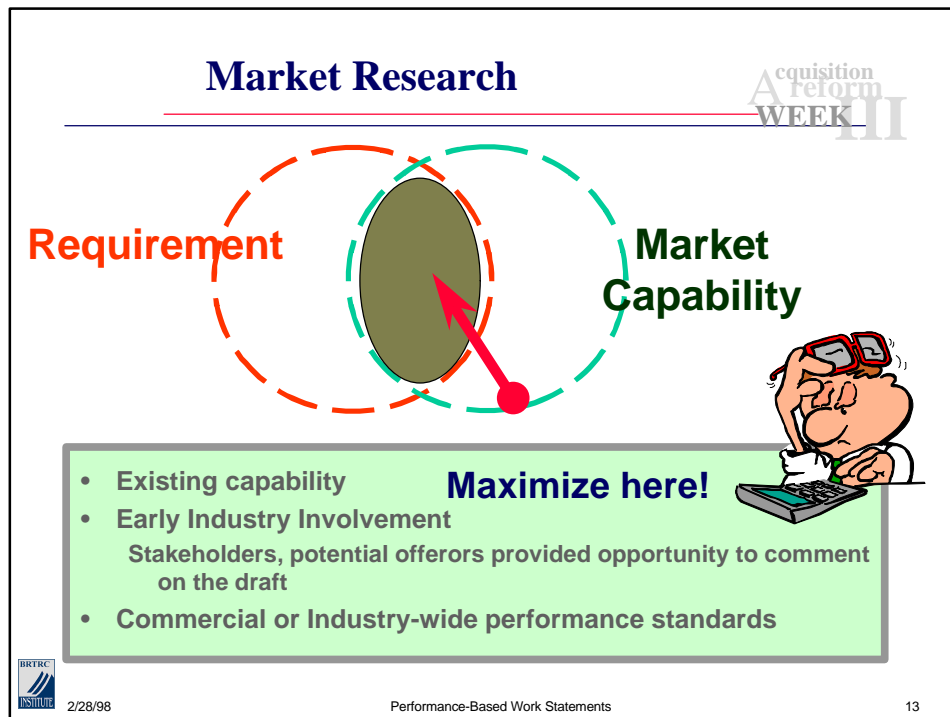 Market Research
Acquisition
reform
WEEK III
Requirement
Market
Capability
• Existing capability
Maximize here!
• Early Industry Involvement
Stakeholders, potential offerors provided opportunity to comment
on the draft
• Commercial or Industry-wide performance standards
BRTRC
INSTITUTE
2/28/98
Performance-Based Work Statements
13